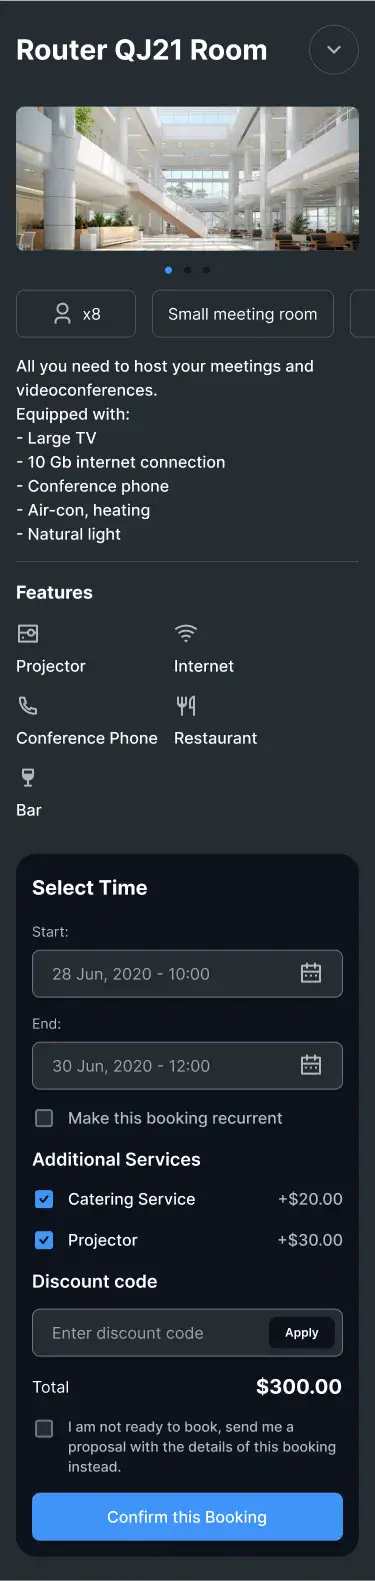 Router QJ21 Room
x8
Small meeting room
All you need to host your meetings and
videoconferences.
Equipped with:
- Large TV
- 10 Gb internet connection
- Conference phone
- Air-con, heating
- Natural light
Features
Projector
Internet
Conference Phone
Restaurant
Bar
Select Time
Start:
28 Jun, 2020 - 10:00
End:
30 Jun, 2020 - 12:00
Make this booking recurrent
Additional Services
Catering Service +$20.00
Projector +$30.00
Discount code
Enter discount code Apply
Total $300.00
I am not ready to book, send me a
proposal with the details of this booking
instead.
Confirm this Booking